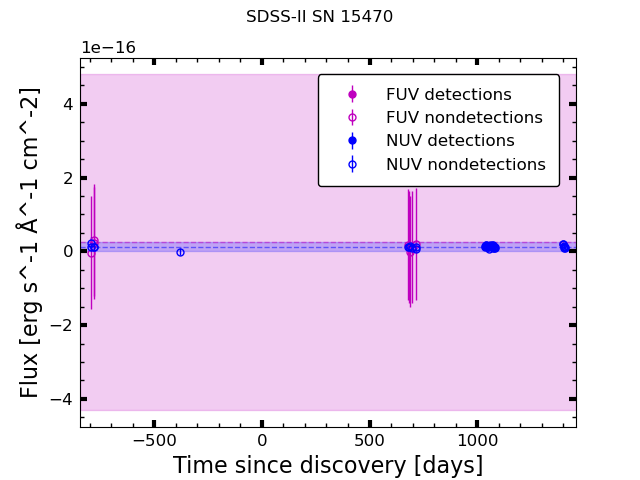 SDSS-II SN 15470
1e−16
FUV detections
FUV nondetections
NUV detections
NUV nondetections
4
2
0
−2
−4
Flux [erg s^-1 Å^-1 cm^-2]
−500
0
500
1000
Time since discovery [days]